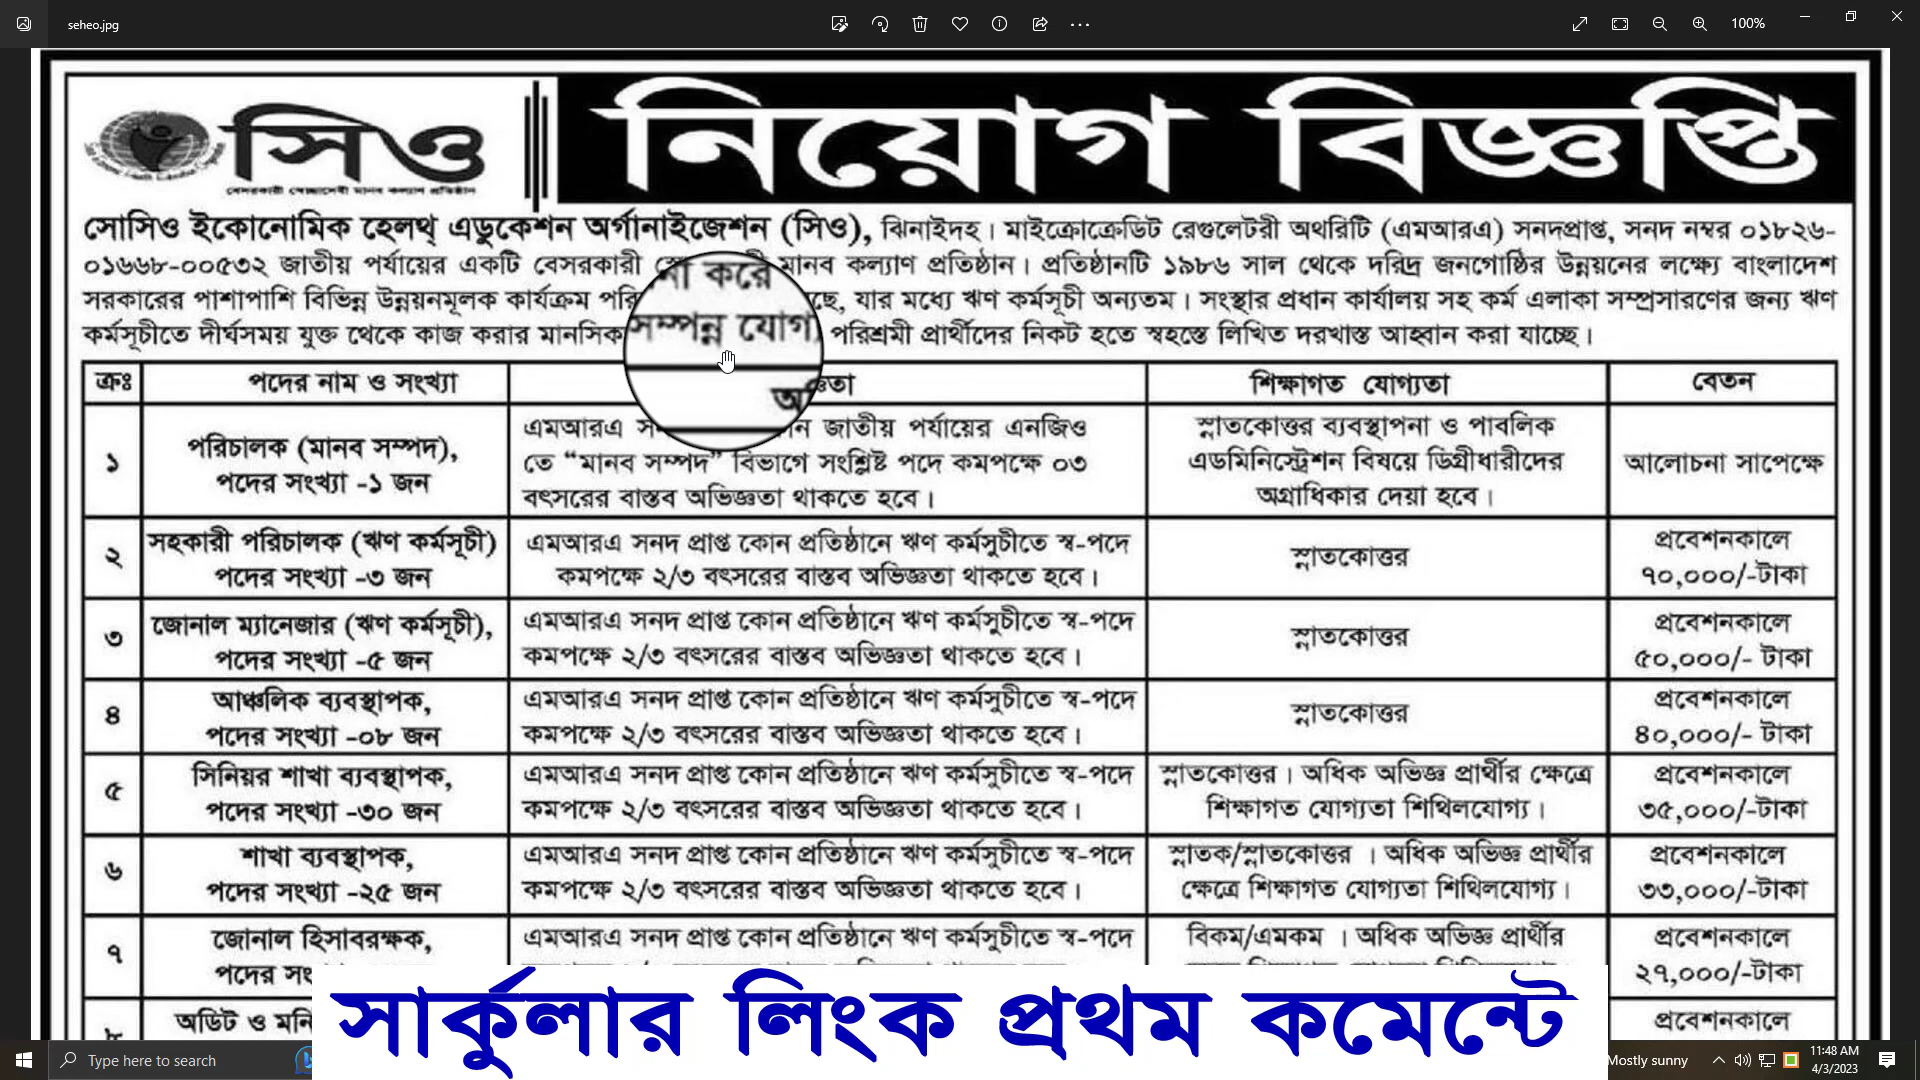 seheo.jpg
100%
সিও
বেসরকারী স্বেচ্ছাসেবী মানব কল্যাণ প্রতিষ্ঠান
নিয়োগ বিজ্ঞপ্তি
সোসিও ইকোনোমিক হেলথ্ এডুকেশন অর্গানাইজেশন (সিও), ঝিনাইদহ। মাইক্রোক্রেডিট রেগুলেটরী অথরিটি (এমআরএ) সনদপ্রাপ্ত, সনদ নম্বর ০১৮২৬-
০১৬৬৮-০০৫৩২ জাতীয় পর্যায়ের একটি বেসরকারী মানব কল্যাণ প্রতিষ্ঠান। প্রতিষ্ঠানটি ১৯৮৬ সাল থেকে দরিদ্র জনগোষ্ঠির উন্নয়নের লক্ষ্যে বাংলাদেশ
সরকারের পাশাপাশি বিভিন্ন উন্নয়নমূলক কার্যক্রম করে যার মধ্যে ঋণ কর্মসূচী অন্যতম। সংস্থার প্রধান কার্যালয় সহ কর্ম এলাকা সম্প্রসারণের জন্য ঋণ
কর্মসূচীতে দীর্ঘসময় যুক্ত থেকে কাজ করার মানসিক সম্পন্ন যোগ্য পরিশ্রমী প্রার্থীদের নিকট হতে স্বহস্তে লিখিত দরখাস্ত আহ্বান করা যাচ্ছে।
ক্রঃ পদের নাম ও সংখ্যা শিক্ষাগত যোগ্যতা বেতন
১ পরিচালক (মানব সম্পদ),
পদের সংখ্যা -১ জন
এমআরএ জাতীয় পর্যায়ের এনজিও
তে “মানব সম্পদ” বিভাগে সংশ্লিষ্ট পদে কমপক্ষে ০৩
বৎসরের বাস্তব অভিজ্ঞতা থাকতে হবে।
স্নাতকোত্তর ব্যবস্থাপনা ও পাবলিক
এডমিনিস্ট্রেশন বিষয়ে ডিগ্রীধারীদের
অগ্রাধিকার দেয়া হবে।
আলোচনা সাপেক্ষে
২ সহকারী পরিচালক (ঋণ কর্মসূচী)
পদের সংখ্যা -৩ জন
এমআরএ সনদ প্রাপ্ত কোন প্রতিষ্ঠানে ঋণ কর্মসুচীতে স্ব-পদে
কমপক্ষে ২/৩ বৎসরের বাস্তব অভিজ্ঞতা থাকতে হবে।
স্নাতকোত্তর
প্রবেশনকালে
৭০,০০০/-টাকা
৩ জোনাল ম্যানেজার (ঋণ কর্মসূচী),
পদের সংখ্যা -৫ জন
এমআরএ সনদ প্রাপ্ত কোন প্রতিষ্ঠানে ঋণ কর্মসুচীতে স্ব-পদে
কমপক্ষে ২/৩ বৎসরের বাস্তব অভিজ্ঞতা থাকতে হবে।
স্নাতকোত্তর
প্রবেশনকালে
৫০,০০০/- টাকা
৪ আঞ্চলিক ব্যবস্থাপক,
পদের সংখ্যা -০৮ জন
এমআরএ সনদ প্রাপ্ত কোন প্রতিষ্ঠানে ঋণ কর্মসুচীতে স্ব-পদে
কমপক্ষে ২/৩ বৎসরের বাস্তব অভিজ্ঞতা থাকতে হবে।
স্নাতকোত্তর
প্রবেশনকালে
৪০,০০০/- টাকা
৫ সিনিয়র শাখা ব্যবস্থাপক,
পদের সংখ্যা -৩০ জন
এমআরএ সনদ প্রাপ্ত কোন প্রতিষ্ঠানে ঋণ কর্মসুচীতে স্ব-পদে
কমপক্ষে ২/৩ বৎসরের বাস্তব অভিজ্ঞতা থাকতে হবে।
স্নাতকোত্তর। অধিক অভিজ্ঞ প্রার্থীর ক্ষেত্রে
শিক্ষাগত যোগ্যতা শিথিলযোগ্য।
প্রবেশনকালে
৩৫,০০০/-টাকা
৬ শাখা ব্যবস্থাপক,
পদের সংখ্যা -২৫ জন
এমআরএ সনদ প্রাপ্ত কোন প্রতিষ্ঠানে ঋণ কর্মসুচীতে স্ব-পদে
কমপক্ষে ২/৩ বৎসরের বাস্তব অভিজ্ঞতা থাকতে হবে।
স্নাতক/স্নাতকোত্তর । অধিক অভিজ্ঞ প্রার্থীর
ক্ষেত্রে শিক্ষাগত যোগ্যতা শিথিলযোগ্য।
প্রবেশনকালে
৩৩,০০০/-টাকা
৭ জোনাল হিসাবরক্ষক,
পদের
এমআরএ সনদ প্রাপ্ত কোন প্রতিষ্ঠানে ঋণ কর্মসুচীতে স্ব-পদে
বিকম/এমকম । অধিক অভিজ্ঞ প্রার্থীর
প্রবেশনকালে
২৭,০০০/-টাকা
অডিট ও
প্রবেশনকালে
সার্কুলার লিংক প্রথম কমেন্টে
Type here to search
Mostly sunny
11:48 AM
4/3/2023